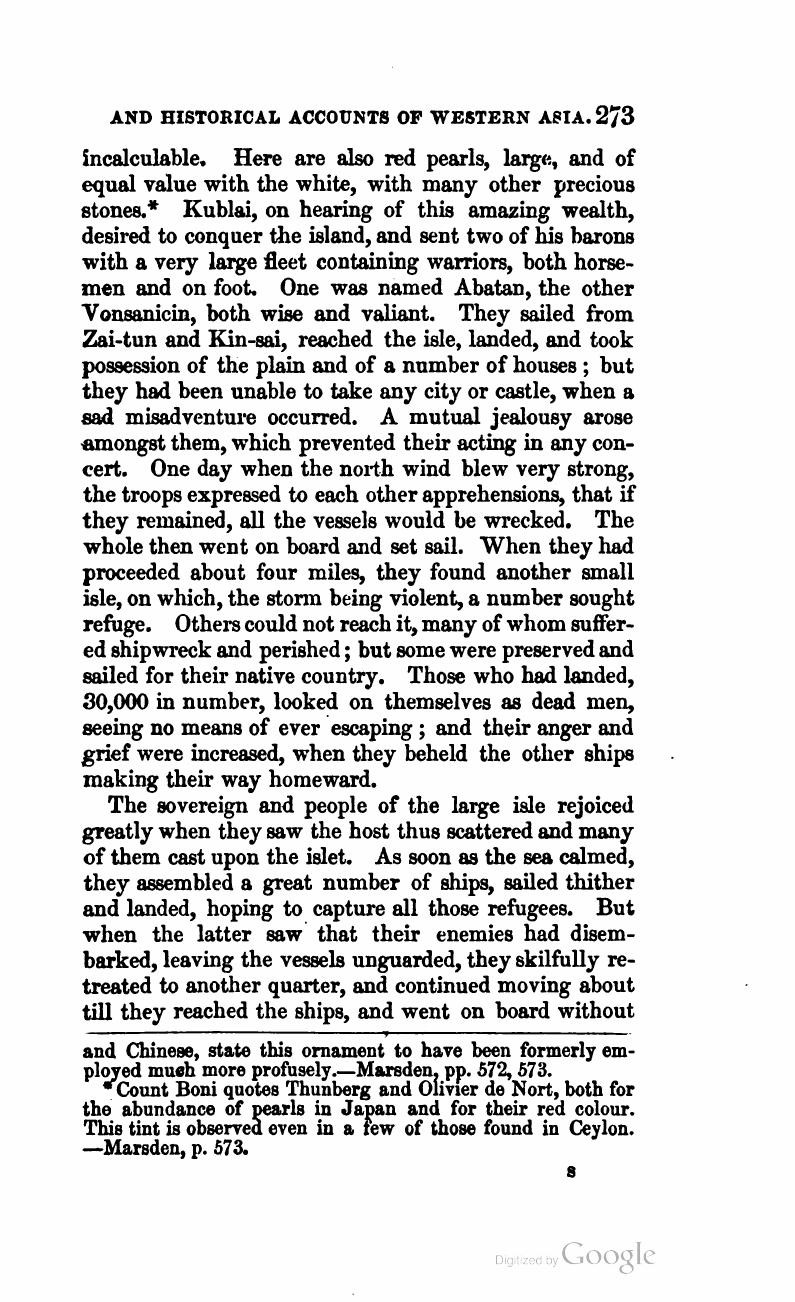 AND HISTORICAL ACCOUNTS OF WESTERN ASIA. 273
incalculable. Here are also red pearls, large, and of
equal value with the white, with many other precious
stones.* Kublai, on hearing of this amazing wealth,
desired to conquer the island, and sent two of his barons
with a very large fleet containing warriors, both horse-
men and on foot. One was named Abatan, the other
Vonsanicin, both wise and valiant. They sailed from
Zai-tun and Kin-sai, reached the isle, landed, and took
possession of the plain and of a number of houses; but
they had been unable to take any city or castle, when a
sad misadventure occurred. A mutual jealousy arose
amongst them, which prevented their acting in any con-
cert. One day when the north wind blew very strong,
the troops expressed to each other apprehensions, that if
they remained, all the vessels would be wrecked. The
whole then went on board and set sail. When they had
proceeded about four miles, they found another small
isle, on which, the storm being violent, a number sought
refuge. Others could not reach it, many of whom suffer-
ed shipwreck and perished; but some were preserved and
sailed for their native country. Those who had landed,
30,000 in number, looked on themselves as dead men,
seeing no means of ever escaping; and their anger and
grief were increased, when they beheld the other ships
making their way homeward.
The sovereign and people of the large isle rejoiced
greatly when they saw the host thus scattered and many
of them cast upon the islet. As soon as the sea calmed,
they assembled a great number of ships, sailed thither
and landed, hoping to capture all those refugees. But
when the latter saw that their enemies had disem-
barked, leaving the vessels unguarded, they skilfully re-
treated to another quarter, and continued moving about
till they reached the ships, and went on board without
and Chinese, state this ornament to have been formerly em-
ployed much more profusely.—Marsden, pp. 572, 573.
* Count Boni quotes Thunberg and Olivier de Nort, both for
the abundance of pearls in Japan and for their red colour.
This tint is observed even in a few of those found in Ceylon.
—Marsden, p. 573.
S
Digitized by Google